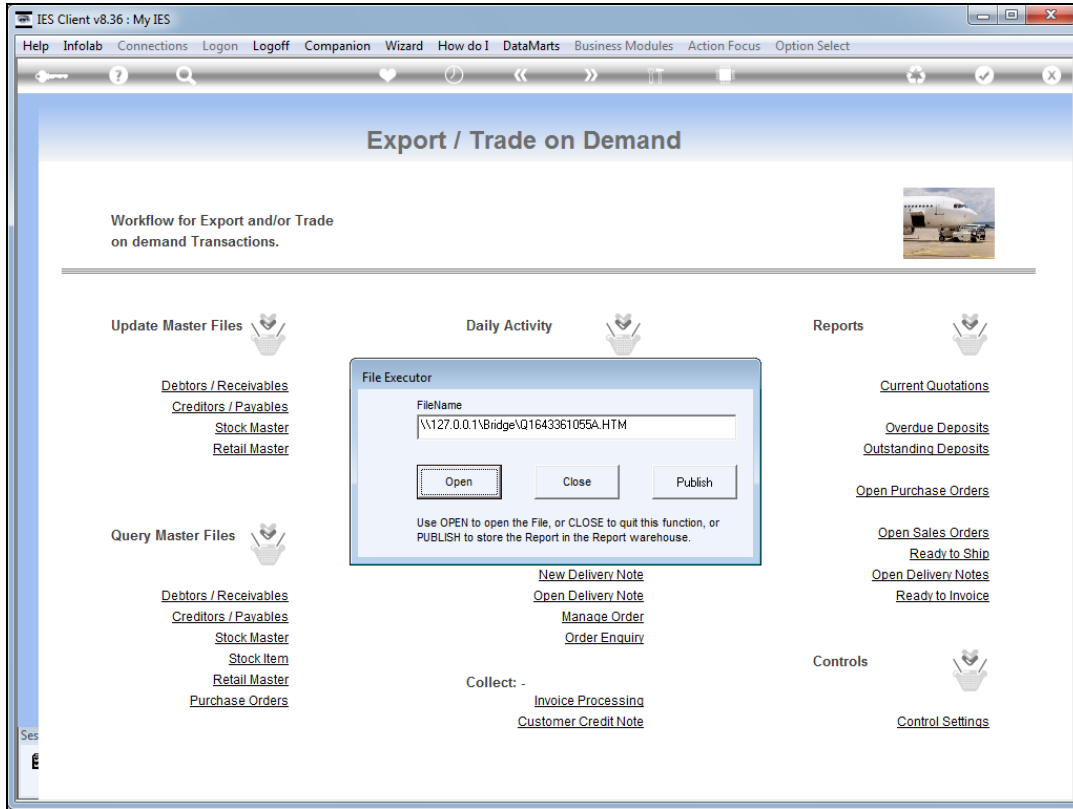 IES Client v8.36 : My IES
Help Infolab Connections Logon Logoff Companion Wizard How do I DataMarts Business Modules Action Focus Option Select
Export / Trade on Demand
Workflow for Export and/or Trade
on demand Transactions.
Update Master Files
Debtors / Receivables
Creditors / Payables
Stock Master
Retail Master
Query Master Files
Debtors / Receivables
Creditors / Payables
Stock Master
Stock Item
Retail Master
Purchase Orders
Daily Activity
File Executor
FileName
\\127.0.0.1\Bridge\Q1643361055A.HTM
Open Close Publish
Use OPEN to open the File, or CLOSE to quit this function, or
PUBLISH to store the Report in the Report warehouse.
New Delivery Note
Open Delivery Note
Manage Order
Order Enquiry
Collect: -
Invoice Processing
Customer Credit Note
Reports
Current Quotations
Overdue Deposits
Outstanding Deposits
Open Purchase Orders
Open Sales Orders
Ready to Ship
Open Delivery Notes
Ready to Invoice
Controls
Control Settings
Ses